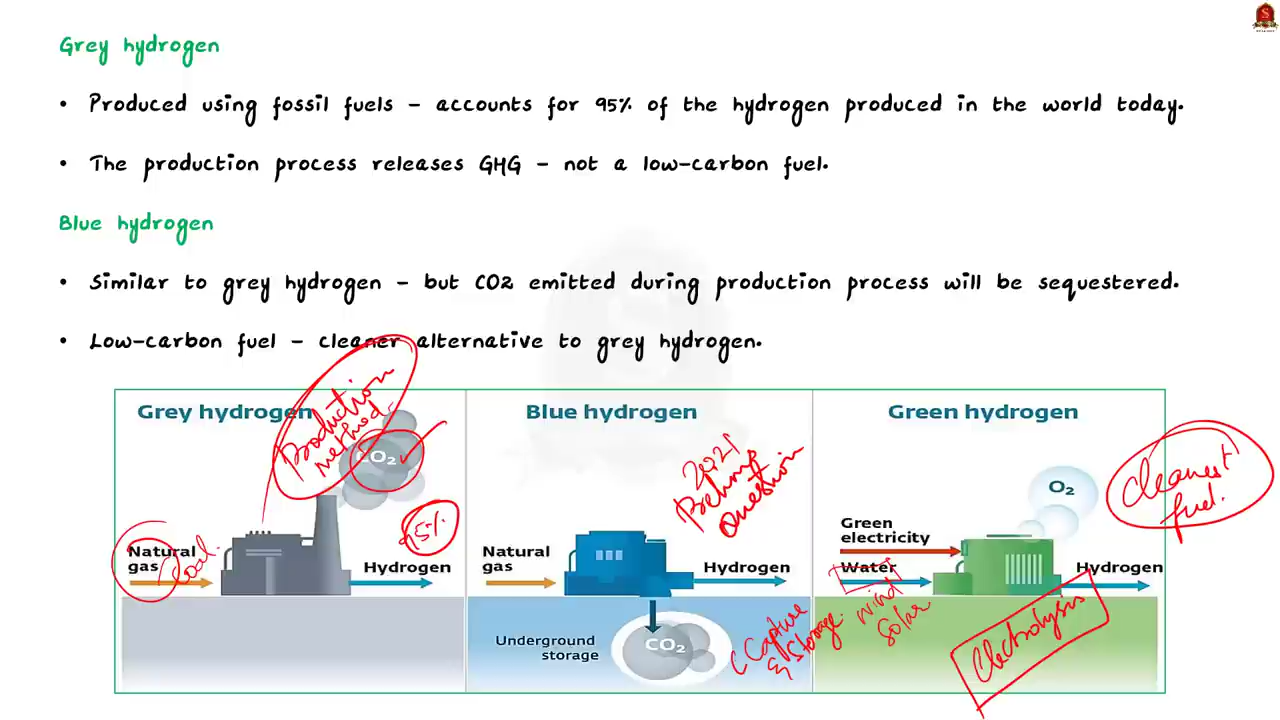 Grey hydrogen
• Produced using fossil fuels – accounts for 95% of the hydrogen produced in the world today.
• The production process releases GHG – not a low-carbon fuel.
Blue hydrogen
• Similar to grey hydrogen – but CO2 emitted during production process will be sequestered.
• Low-carbon fuel – cleaner alternative to grey hydrogen.
Grey hydrogen
Production
method
CO₂
95%
Natural
gas
Coal
Hydrogen
Blue hydrogen
2021
Prelims
question
Natural
gas
Hydrogen
Underground
storage
CO₂
Capture
& Storage
Green hydrogen
O₂
Cleanest
fuel
Green
electricity
Water
wind
Solar
Hydrogen
Electrolysis